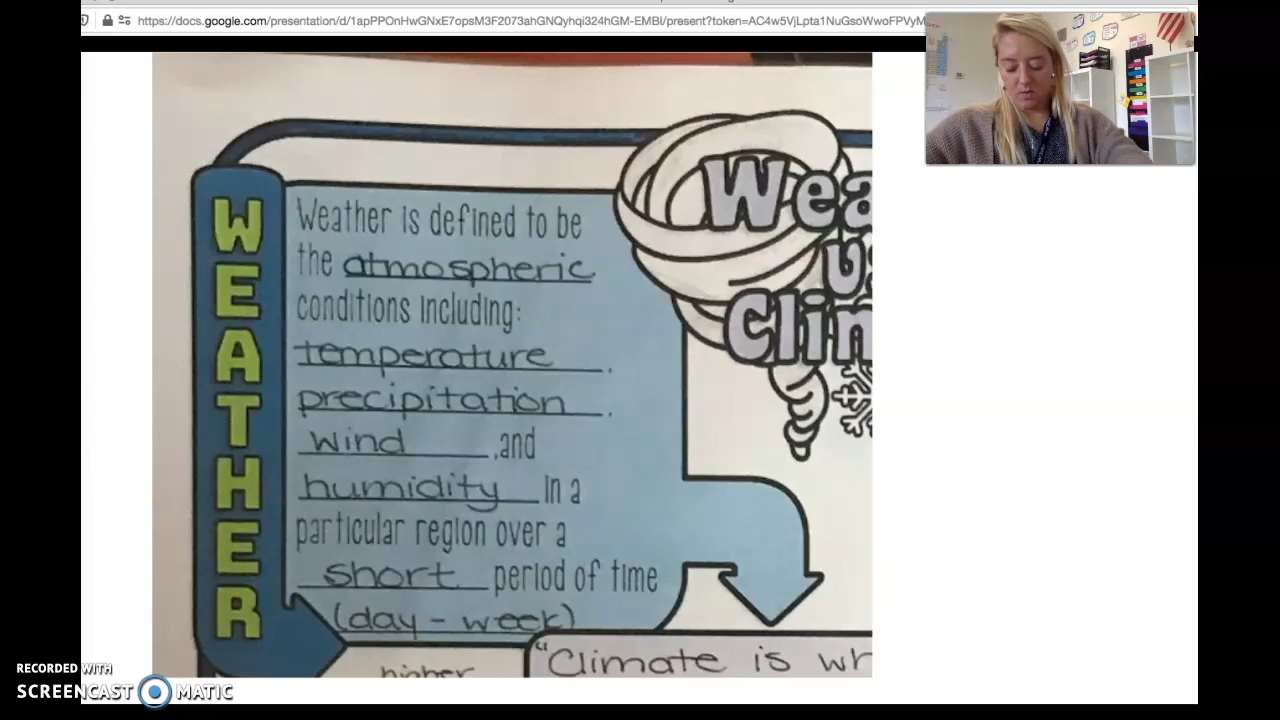 https://docs.google.com/presentation/d/1apPPOnHwGNxE7opsM3F2073ahGNQyhqi324hGM-EMBI/present?token=AC4w5VjLpta1NuGsoWwoFPVyM
WEATHER
Weather is defined to be
the atmospheric
conditions including:
temperature,
precipitation,
wind, and
humidity in a
particular region over a
short period of time
(day - week)
Wea
Clim
higher
"Climate is wh
RECORDED WITH
SCREENCAST MATIC